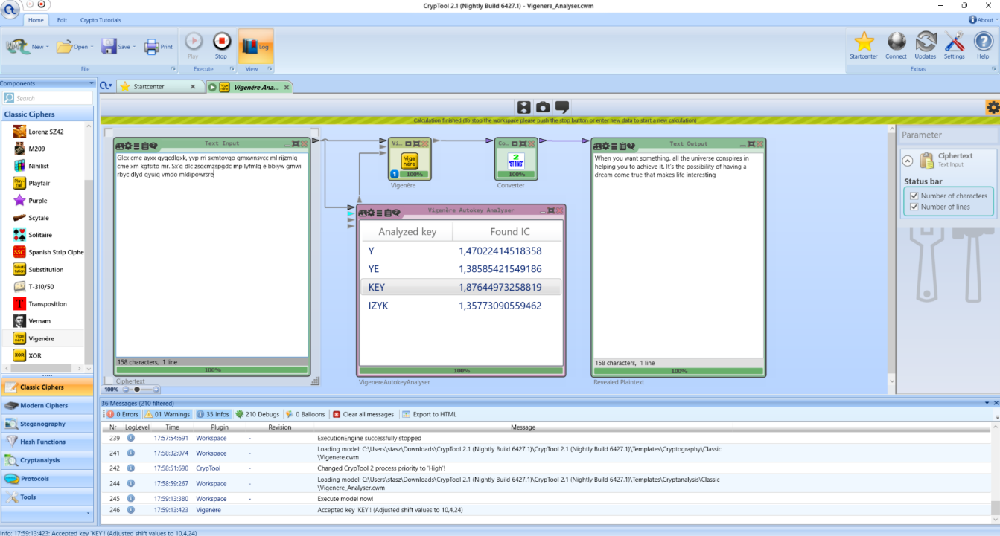 CrypTool 2.1 (Nightly Build 6427.1) - Vigenere_Analyser.cwm
Home Edit Crypto Tutorials
About
New Open Save Print Play Stop Log
Startcenter Connect Updates Settings Help
File Execute View Extras
Components
Startcenter Vigenère Ana...
Search
Classic Ciphers
Calculation finished (To stop the workspace please push the stop button or enter new data to start a new calculation)
Lorenz SZ42
M209
Nihilist
Playfair
Purple
Scytale
Solitaire
Spanish Strip Ciphe
Substitution
T-310/50
Transposition
Vernam
Vigenère
XOR
Classic Ciphers
Modern Ciphers
Steganography
Hash Functions
Cryptanalysis
Protocols
Tools
Text Input
Glcx cme ayxx qyqcdlgxk, yvp rri sxmtovqo gmxwnsvcc ml rijzmlq
cme xm kgfsito mr. Sx'q dlc zsqcmzspgdc mp lyfmlq e bbiyw gmwi
rbyc dlyd qyuiq vmdo mldipowrsre
158 characters, 1 line
100%
Ciphertext
100%
Vi...
Vige nère
1 100%
Vigenère
Co...
2 "STRING"
100%
Converter
Vigenère Autokey Analyser
Analyzed key Found IC
Y 1,47022414518358
YE 1,38585421549186
KEY 1,87644973258819
IZYK 1,35773090559462
100%
VigenereAutokeyAnalyser
Text Output
When you want something, all the universe conspires in
helping you to achieve it. It's the possibility of having a
dream come true that makes life interesting
158 characters, 1 line
100%
Revealed Plaintext
Parameter
Ciphertext
Text Input
Status bar
Number of characters
Number of lines
36 Messages (210 filtered)
0 Errors 01 Warnings 35 Infos 210 Debugs 0 Balloons Clear all messages Export to HTML
Nr LogLevel Time Plugin Revision Message
239 17:57:54:691 Workspace - ExecutionEngine successfully stopped
241 17:58:32:074 Workspace - Loading model: C:\Users\stasz\Downloads\CrypTool 2.1 (Nightly Build 6427.1)\CrypTool 2.1 (Nightly Build 6427.1)\Templates\Cryptography\Classic
\Vigenere.cwm
242 17:58:51:690 CrypTool - Changed CrypTool 2 process priority to 'High'!
244 17:58:59:267 Workspace - Loading model: C:\Users\stasz\Downloads\CrypTool 2.1 (Nightly Build 6427.1)\CrypTool 2.1 (Nightly Build 6427.1)\Templates\Cryptanalysis\Classic
\Vigenere_Analyser.cwm
245 17:59:13:380 Workspace - Execute model now!
246 17:59:13:423 Vigenère - Accepted key 'KEY'! (Adjusted shift values to 10,4,24)
Info: 17:59:13:423: Accepted key 'KEY'! (Adjusted shift values to 10,4,24)